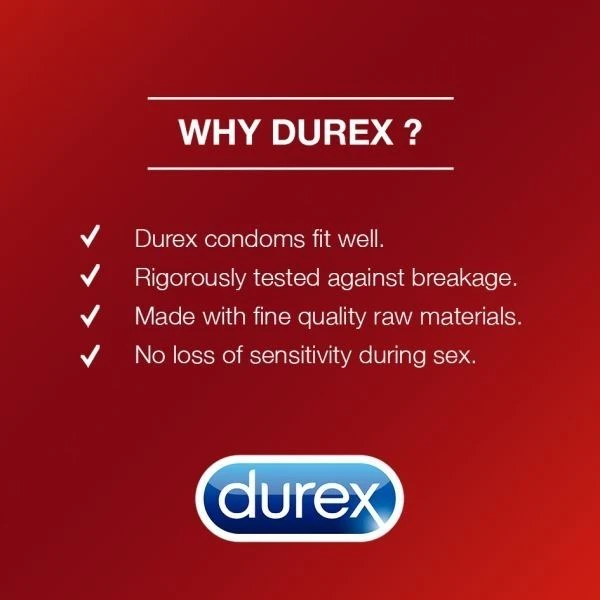 WHY DUREX ?
Durex condoms fit well.
Rigorously tested against breakage.
Made with fine quality raw materials.
No loss of sensitivity during sex.
durex